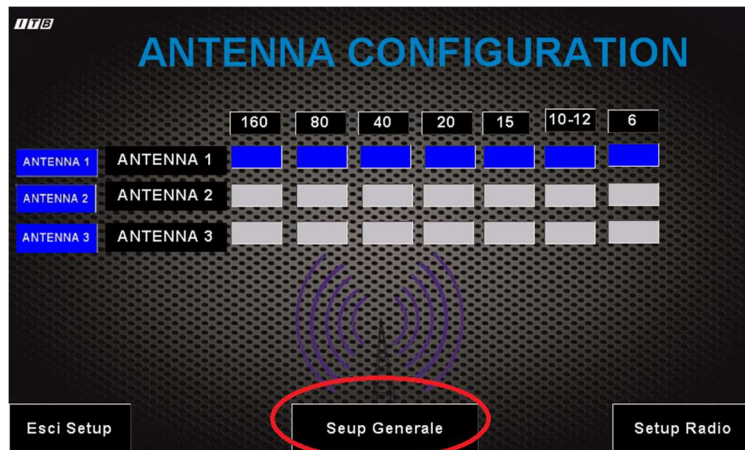 ITB
ANTENNA CONFIGURATION
160 80 40 20 15 10-12 6
ANTENNA 1 ANTENNA 1
ANTENNA 2 ANTENNA 2
ANTENNA 3 ANTENNA 3
Esci Setup Seup Generale Setup Radio